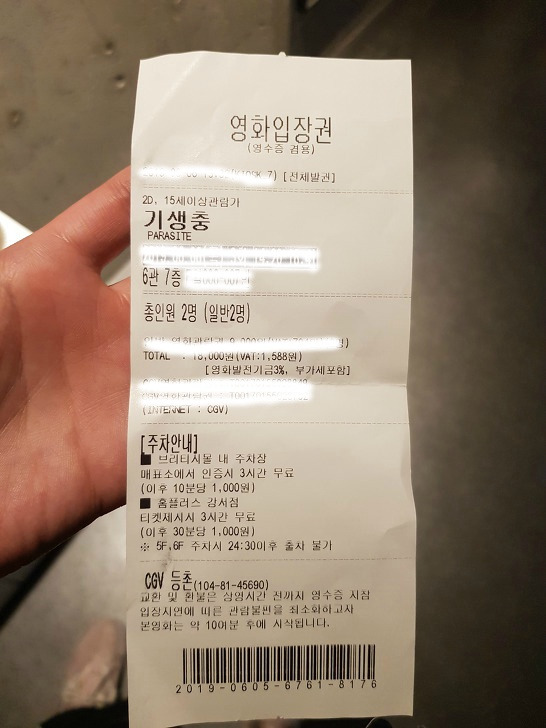 영화입장권
(영수증 겸용)
[전체발권]
2D, 15세이상관람가
기생충
PARASITE
6관 7층
총인원 2명 (일반2명)
TOTAL : 18,000원(VAT:1,588원)
[영화발전기금3%, 부가세포함]
(INTERNET : CGV)
[주차안내]
■ 브리티시몰 내 주차장
매표소에서 인증시 3시간 무료
(이후 10분당 1,000원)
■ 홈플러스 강서점
티켓제시시 3시간 무료
(이후 30분당 1,000원)
※ 5F,6F 주차시 24:30이후 출차 불가
CGV 등촌(104-81-45690)
교환 및 환불은 상영시간 전까지 영수증 지참
입장지연에 따른 관람불편을 최소화하고자
본영화는 약 10여분 후에 시작됩니다.
2019-0605-6761-8176